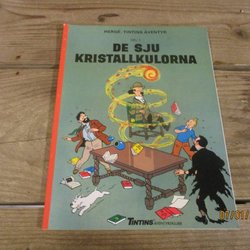 HERGÉ: TINTINS ÄVENTYR
DE SJU
KRISTALLKULORNA
TINTINS